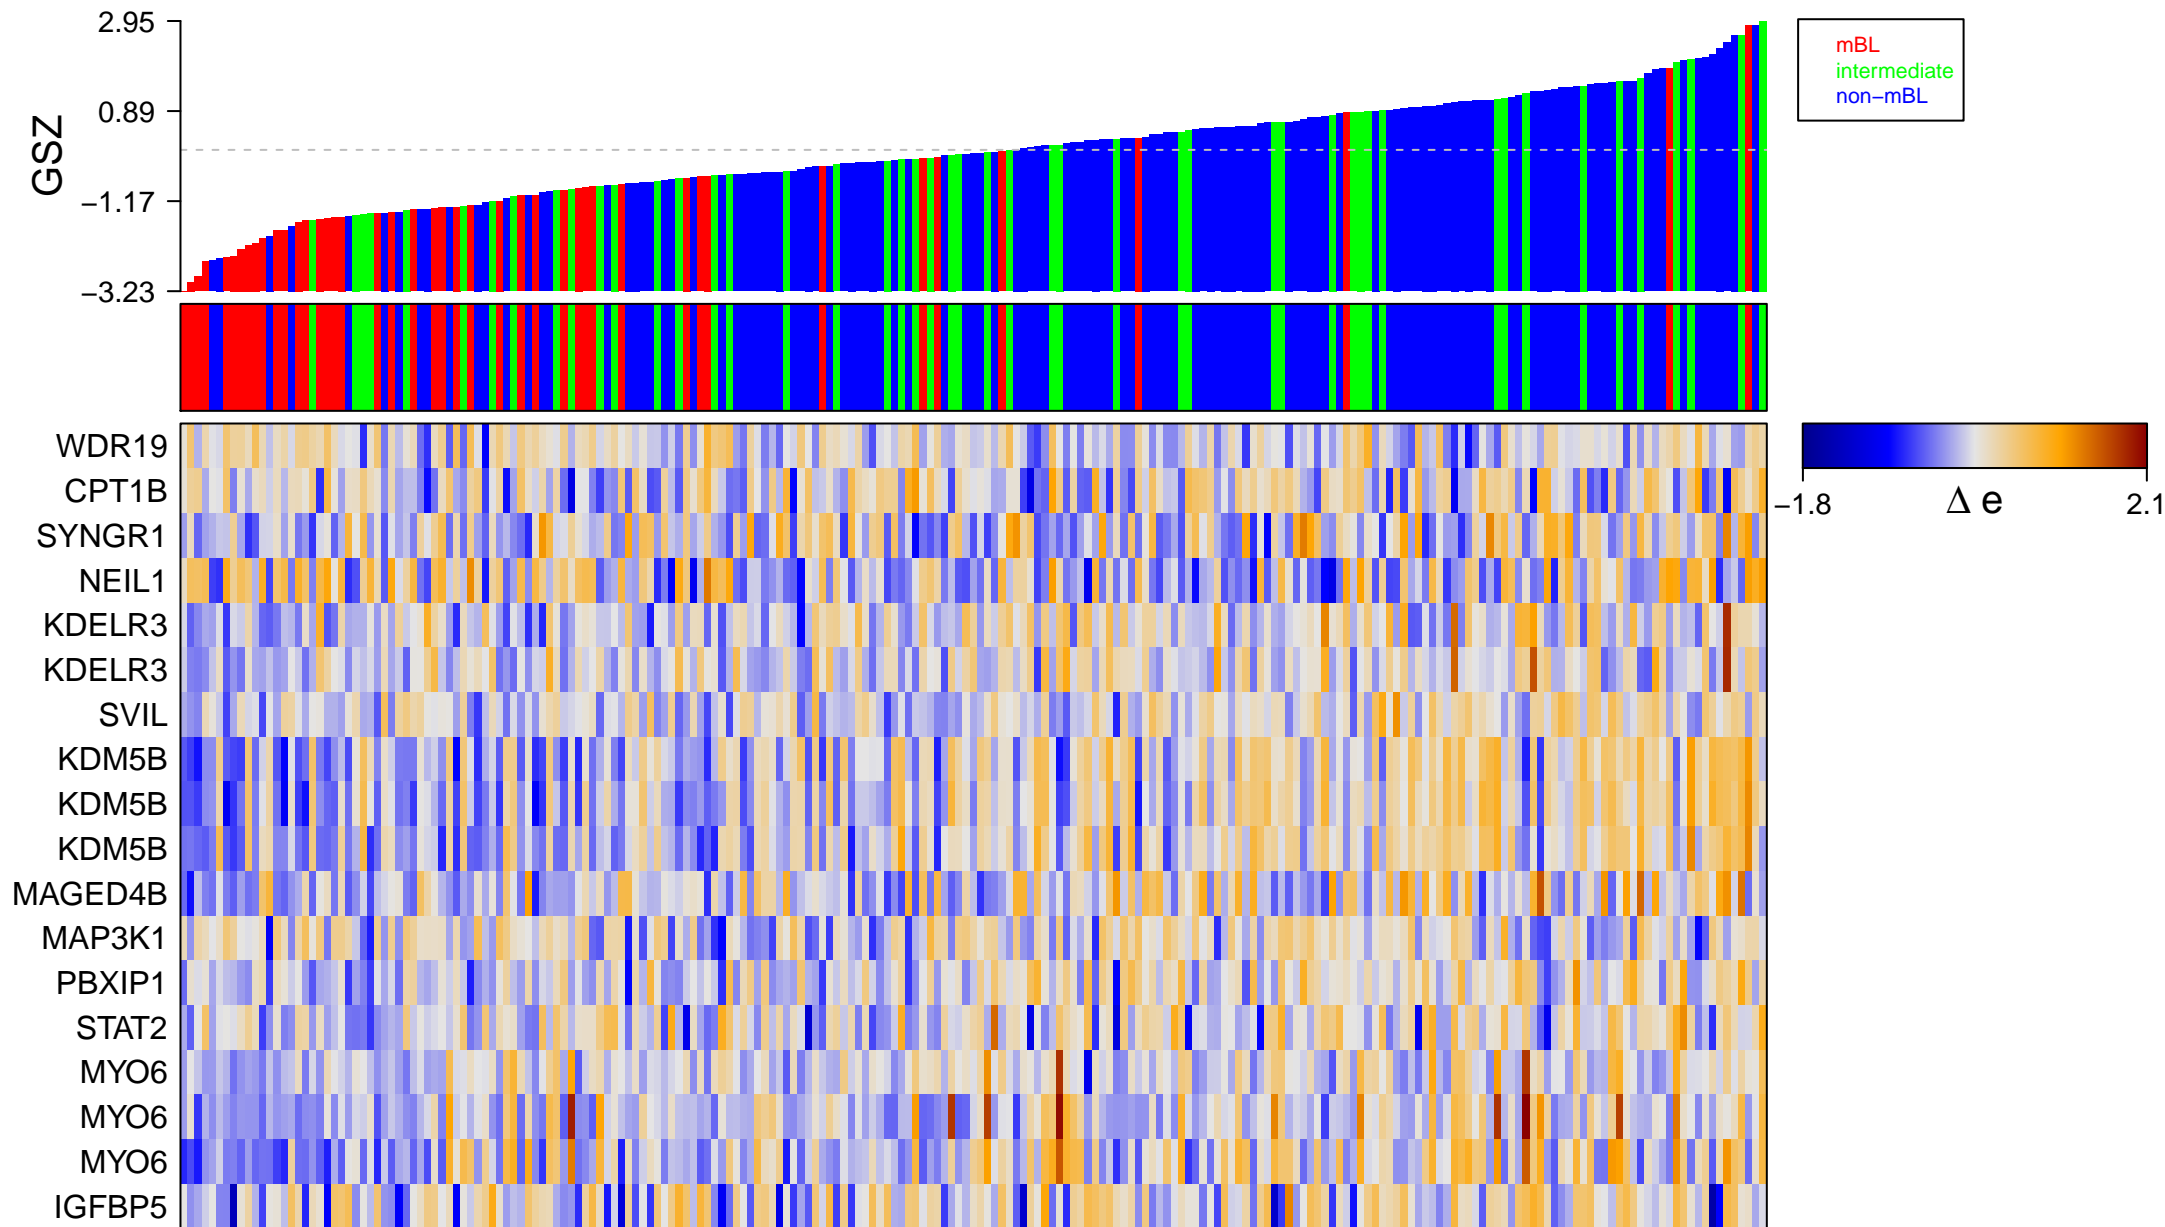 2.95
0.89
−1.17
−3.23
GSZ
mBL
intermediate
non−mBL
WDR19
CPT1B
SYNGR1
NEIL1
KDELR3
KDELR3
SVIL
KDM5B
KDM5B
KDM5B
MAGED4B
MAP3K1
PBXIP1
STAT2
MYO6
MYO6
MYO6
IGFBP5
−1.8 Δ e 2.1